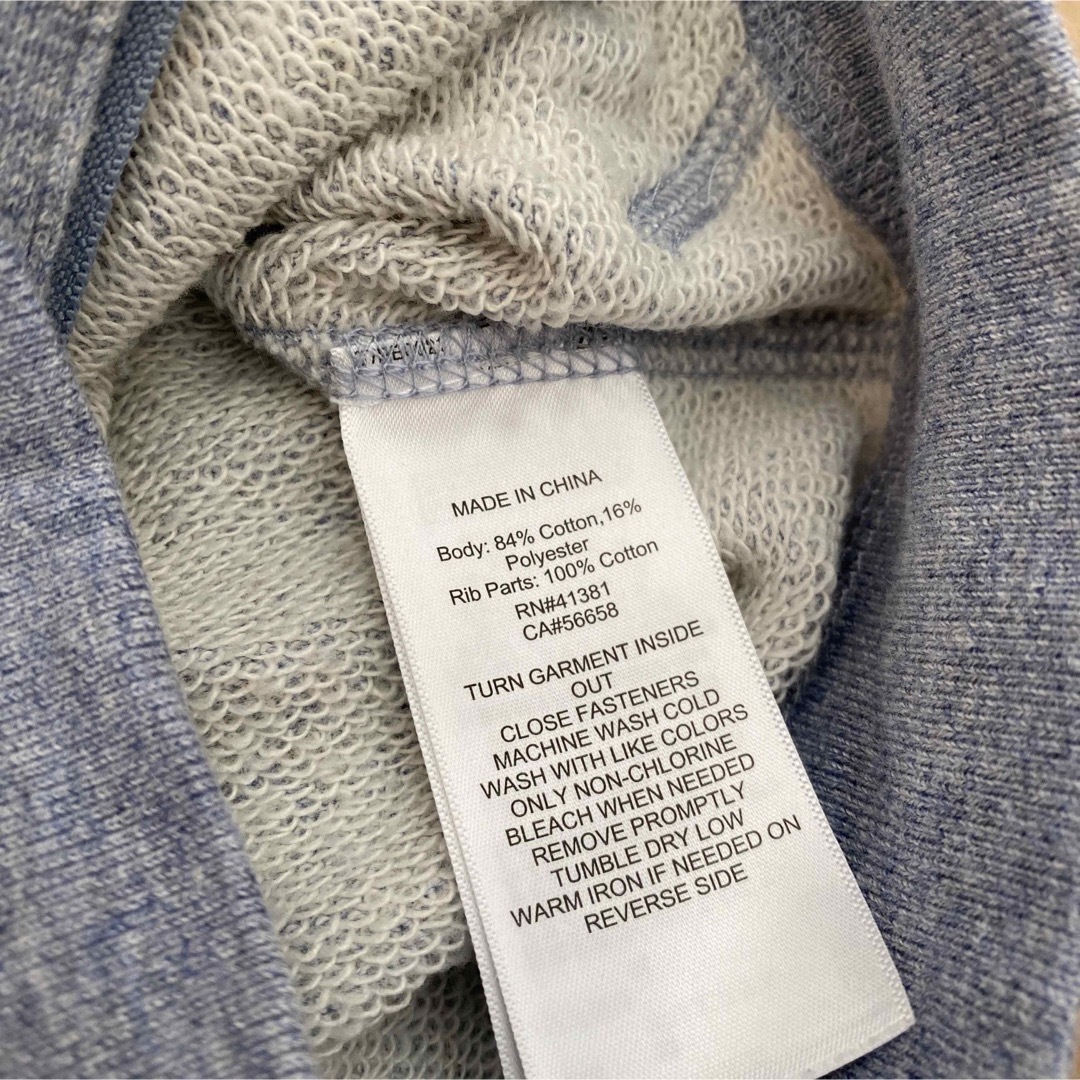 MADE IN CHINA
Body: 84% Cotton,16%
Polyester
Rib Parts: 100% Cotton
RN#41381
CA#56658
TURN GARMENT INSIDE
OUT
CLOSE FASTENERS
MACHINE WASH COLD
WASH WITH LIKE COLORS
ONLY NON-CHLORINE
BLEACH WHEN NEEDED
REMOVE PROMPTLY
TUMBLE DRY LOW
WARM IRON IF NEEDED ON
REVERSE SIDE